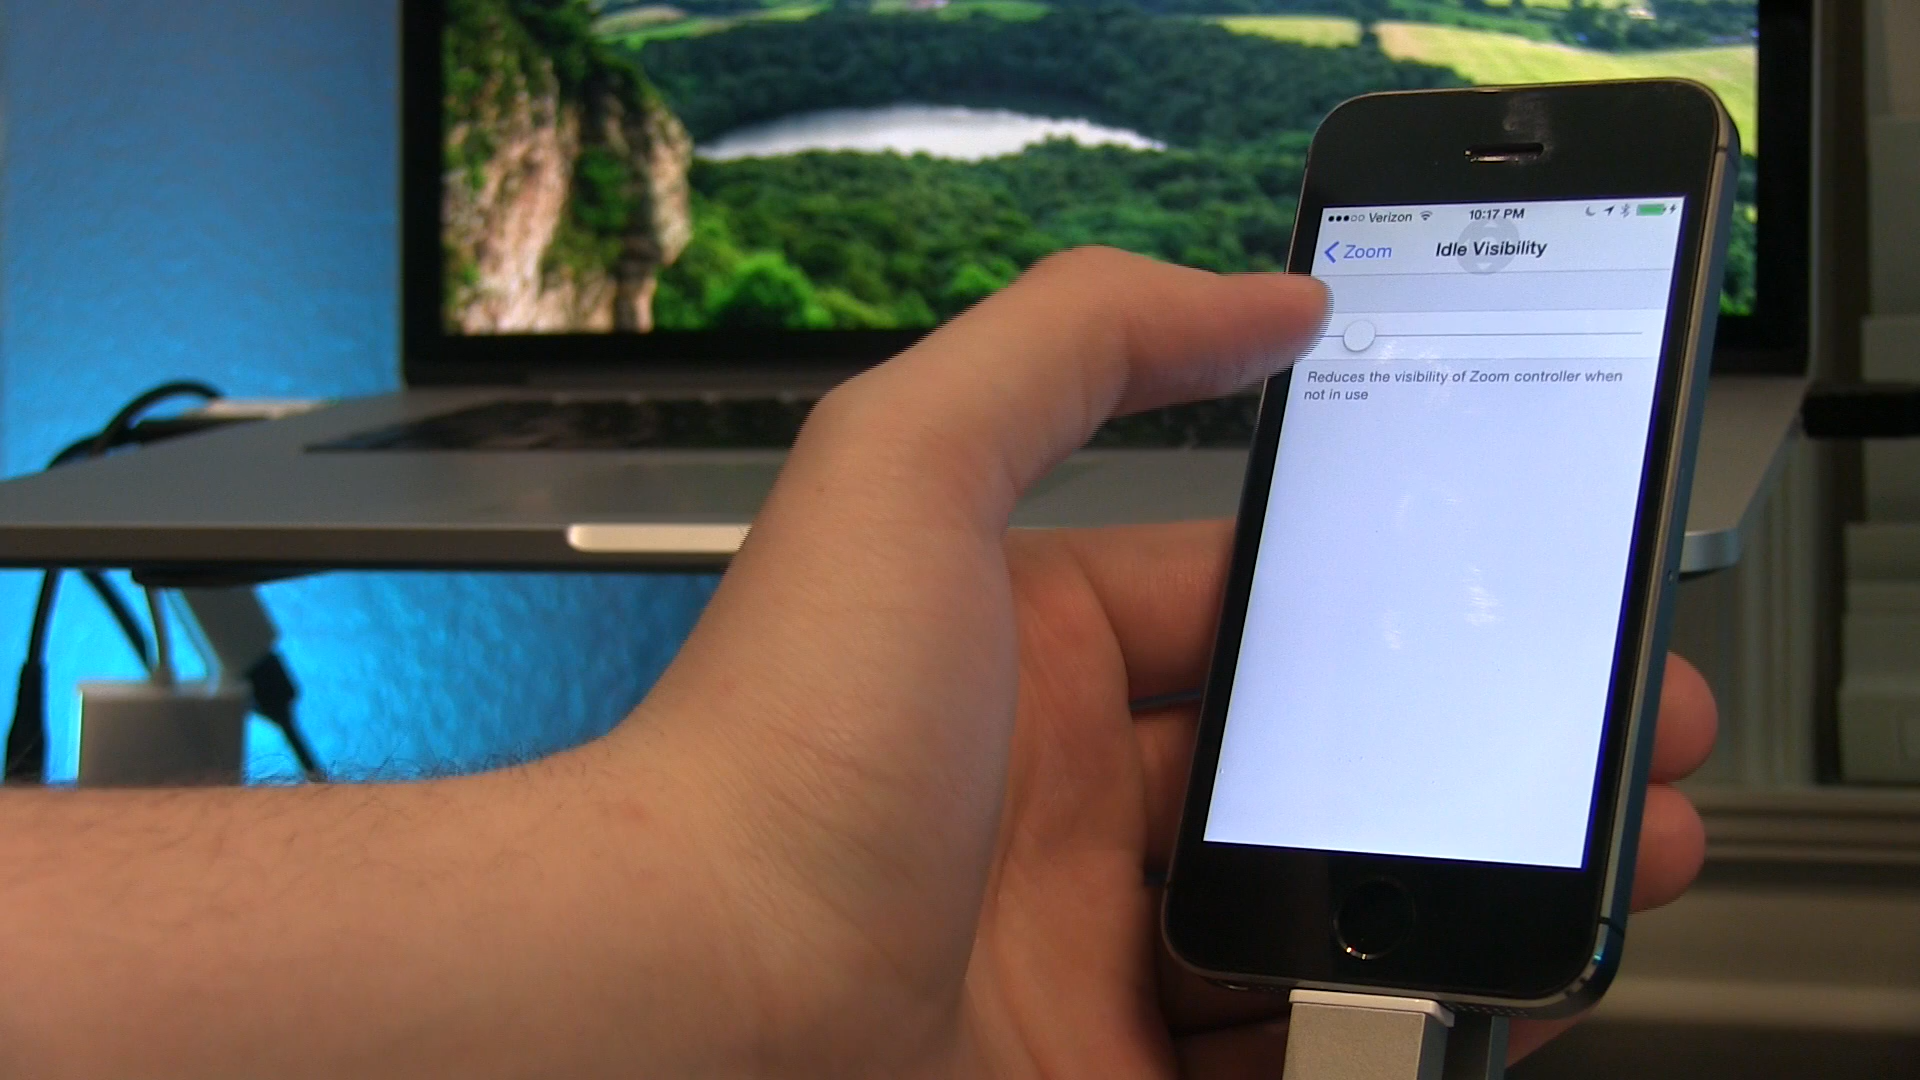 Verizon 10:17 PM
Zoom Idle Visibility
Reduces the visibility of Zoom controller when
not in use